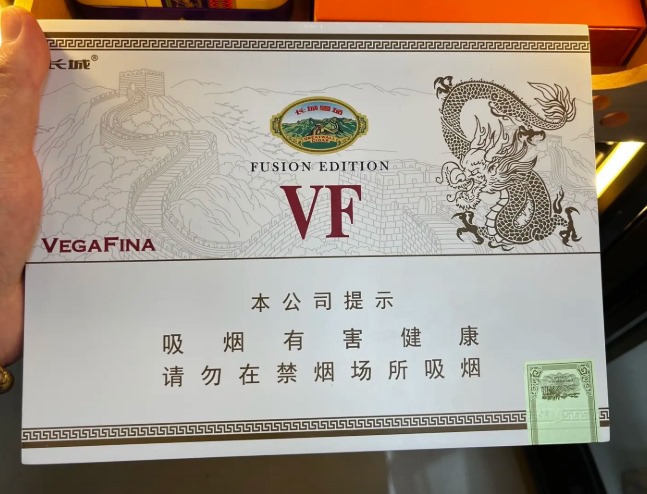 长城®
长城雪茄
FUSION EDITION
VF
VEGAFINA
本公司提示
吸烟有害健康
请勿在禁烟场所吸烟